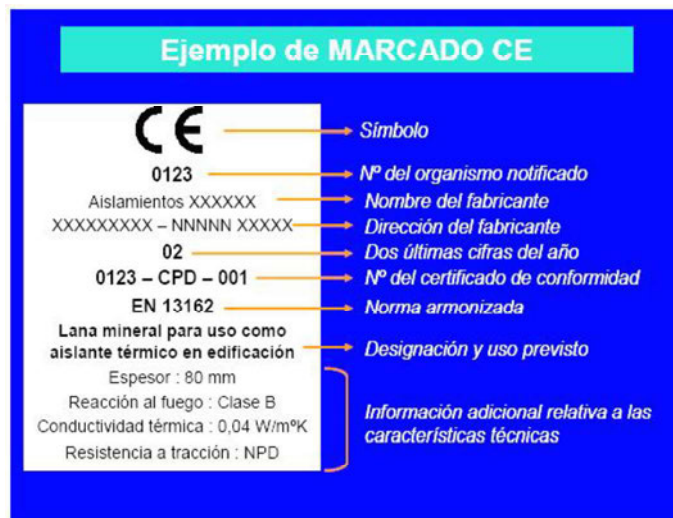 Ejemplo de MARCADO CE
CE
Símbolo
0123
Nº del organismo notificado
Aislamientos XXXXXX
Nombre del fabricante
XXXXXXXXX – NNNNN XXXXX
Dirección del fabricante
02
Dos últimas cifras del año
0123 – CPD – 001
Nº del certificado de conformidad
EN 13162
Norma armonizada
Lana mineral para uso como
aislante térmico en edificación
Designación y uso previsto
Espesor : 80 mm
Reacción al fuego : Clase B
Conductividad térmica : 0,04 W/mºK
Resistencia a tracción : NPD
Información adicional relativa a las
características técnicas